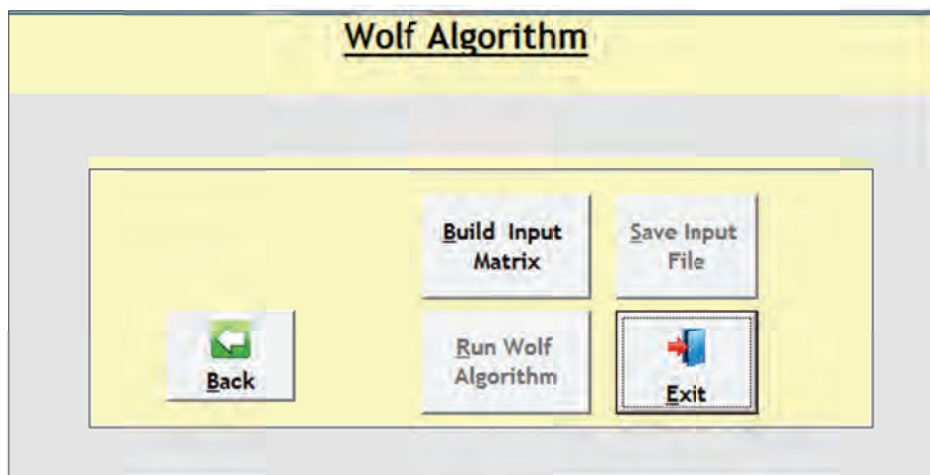 Wolf Algorithm
Build Input
Matrix
Save Input
File
Back
Run Wolf
Algorithm
Exit